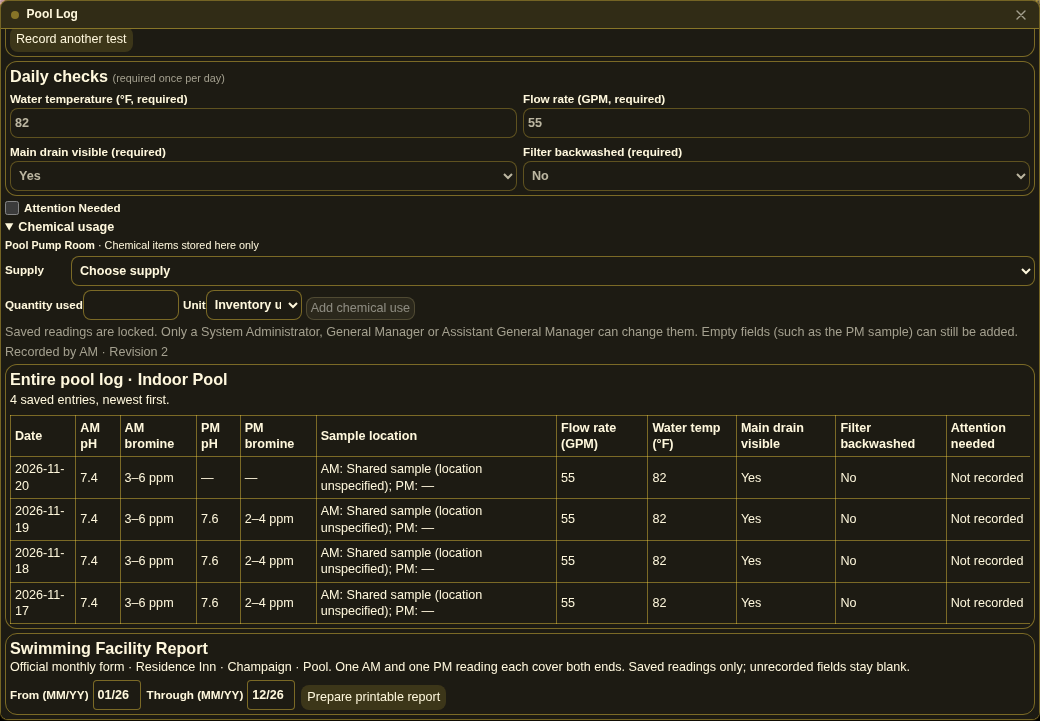 Pool Log
Record another test
Daily checks (required once per day)
Water temperature (°F, required) Flow rate (GPM, required)
82 55
Main drain visible (required) Filter backwashed (required)
Yes No
Attention Needed
Chemical usage
Pool Pump Room · Chemical items stored here only
Supply Choose supply
Quantity used Unit Inventory u Add chemical use
Saved readings are locked. Only a System Administrator, General Manager or Assistant General Manager can change them. Empty fields (such as the PM sample) can still be added.
Recorded by AM · Revision 2
Entire pool log · Indoor Pool
4 saved entries, newest first.
Date AM pH AM bromine PM pH PM bromine Sample location Flow rate (GPM) Water temp (°F) Main drain visible Filter backwashed Attention needed
2026-11-20 7.4 3–6 ppm — — AM: Shared sample (location unspecified); PM: — 55 82 Yes No Not recorded
2026-11-19 7.4 3–6 ppm 7.6 2–4 ppm AM: Shared sample (location unspecified); PM: — 55 82 Yes No Not recorded
2026-11-18 7.4 3–6 ppm 7.6 2–4 ppm AM: Shared sample (location unspecified); PM: — 55 82 Yes No Not recorded
2026-11-17 7.4 3–6 ppm 7.6 2–4 ppm AM: Shared sample (location unspecified); PM: — 55 82 Yes No Not recorded
Swimming Facility Report
Official monthly form · Residence Inn · Champaign · Pool. One AM and one PM reading each cover both ends. Saved readings only; unrecorded fields stay blank.
From (MM/YY) 01/26 Through (MM/YY) 12/26 Prepare printable report